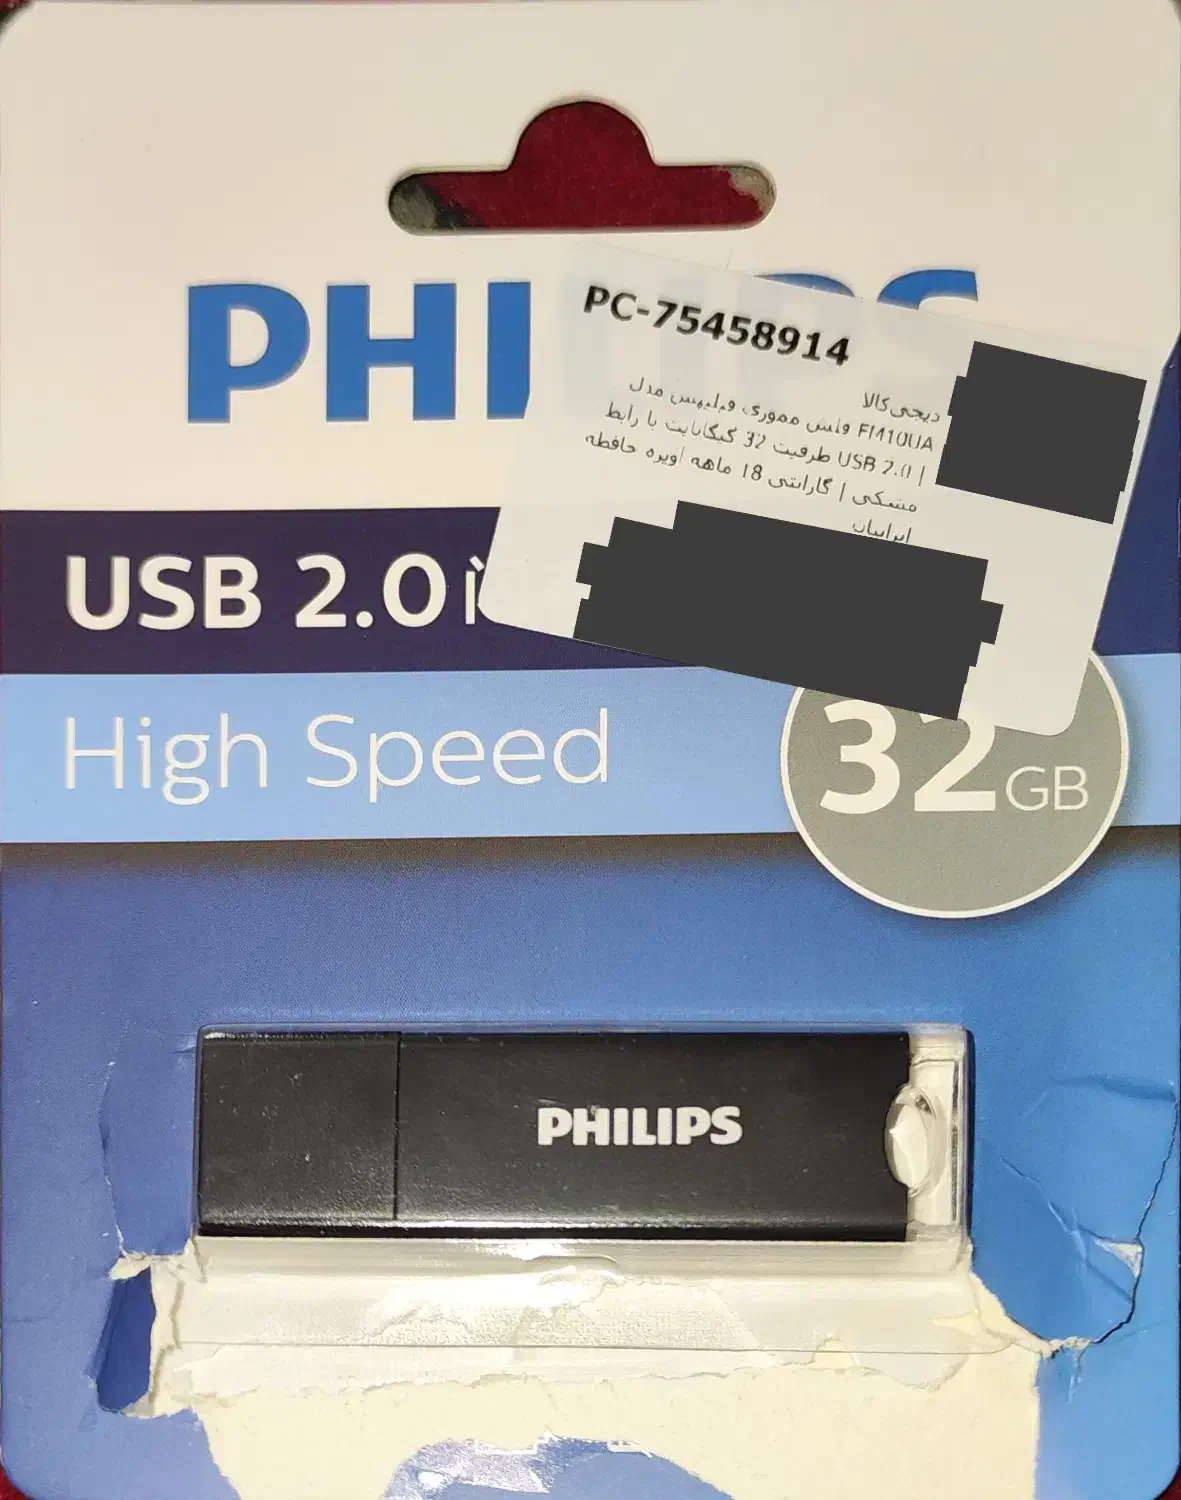 PHILIPS
PC-75458914
دیجی‌کالا
FM10UA فلش مموری فیلیپس مدل
| USB 2.0 ظرفیت 32 گیگابایت با رابط
مشکی | گارانتی 18 ماهه آویژه حافظه
ایرانیان
USB 2.0
High Speed
32GB
PHILIPS